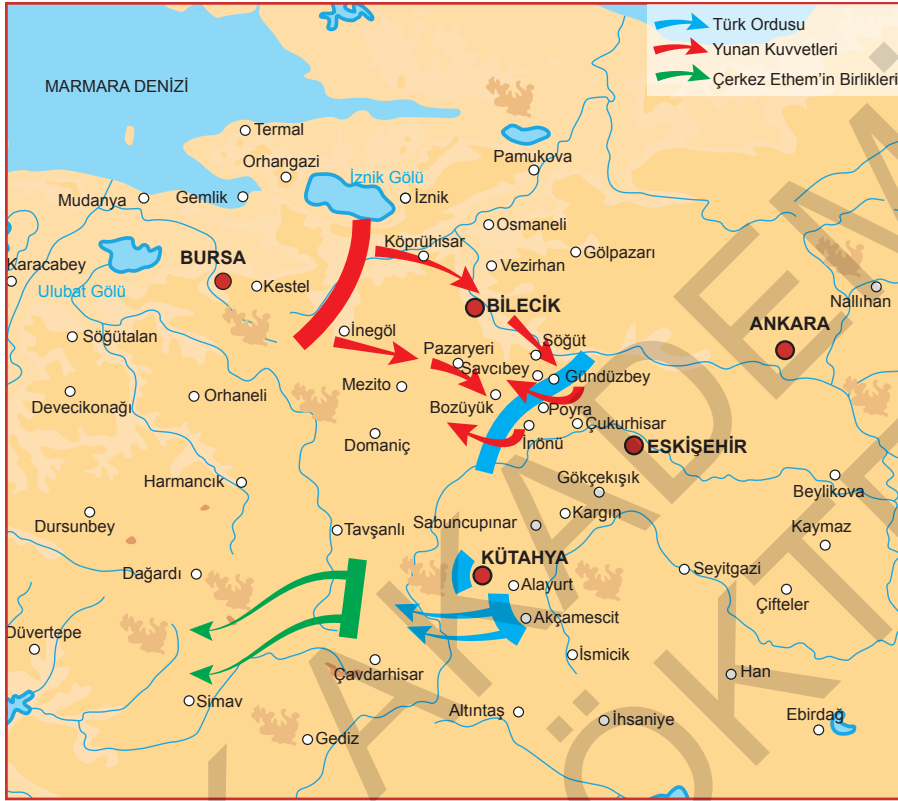 Türk Ordusu
Yunan Kuvvetleri
Çerkez Ethem'in Birlikleri
MARMARA DENİZİ
Termal
Orhangazi
Pamukova
İznik Gölü
Mudanya
Gemlik
İznik
Osmaneli
Köprühisar
Gölpazarı
BURSA
Vezirhan
Karacabey
Kestel
Ulubat Gölü
Nallıhan
BİLECİK
ANKARA
İnegöl
Söğütalan
Söğüt
Pazaryeri
Savcıbey
Gündüzbey
Mezito
Devecikonağı
Orhaneli
Bozüyük
Poyra
Çukurhisar
Domaniç
İnönü
ESKİŞEHİR
Harmancık
Gökçekışık
Beylikova
Dursunbey
Tavşanlı
Sabuncupınar
Kargın
Kaymaz
KÜTAHYA
Dağardı
Alayurt
Seyitgazi
Çifteler
Akçamescit
Düvertepe
Çavdarhisar
İsmicik
Han
Simav
Altıntaş
İhsaniye
Ebirdağ
Gediz
AKADEMİ
ÖKT